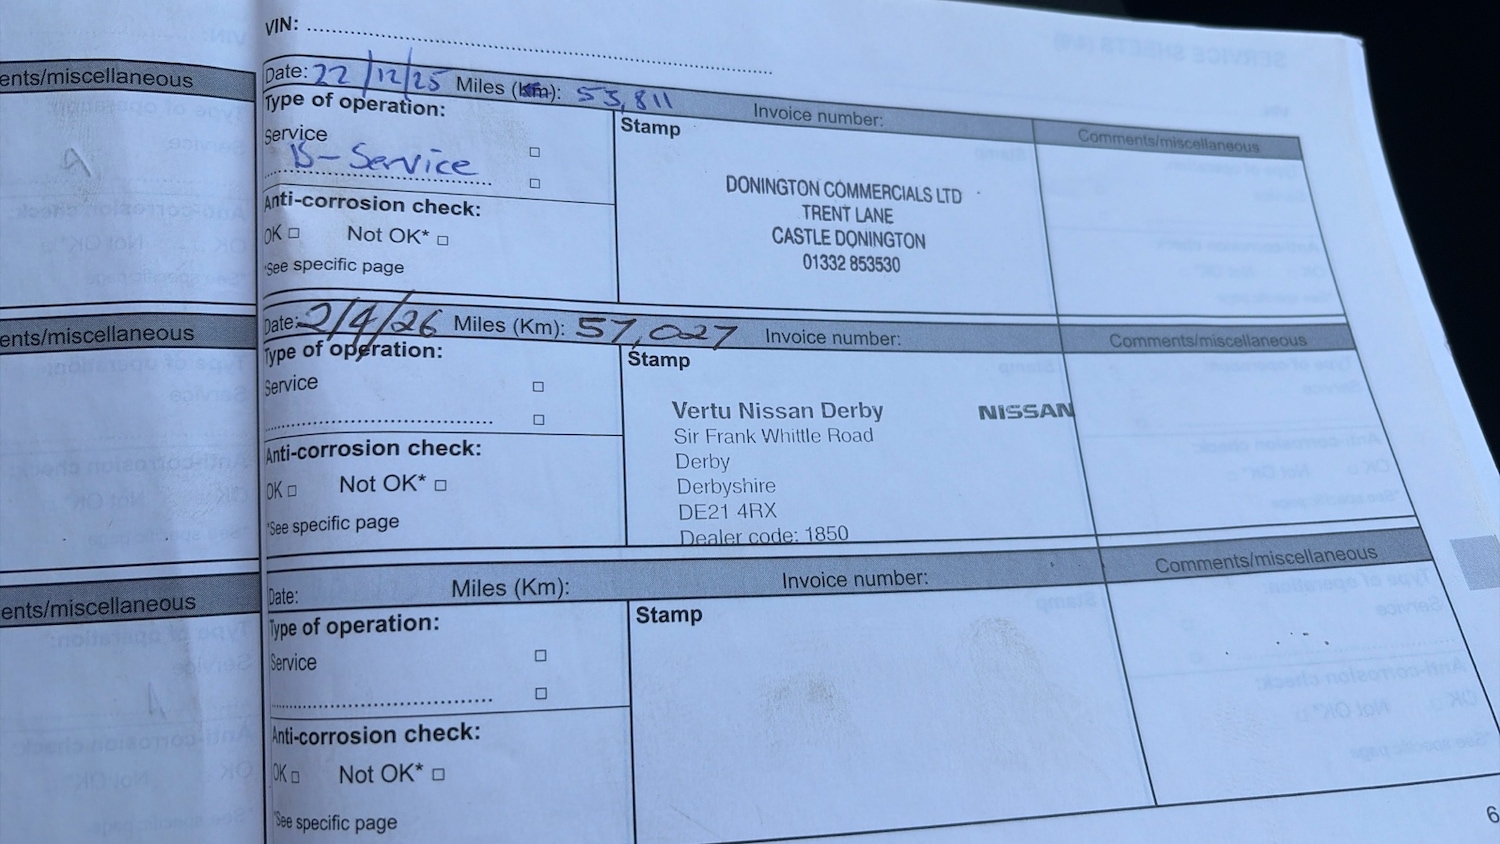 VIN:
ents/miscellaneous
Date: 22/12/25 Miles (Km): 53,811 Invoice number: Comments/miscellaneous
Type of operation:
Service
B-Service
Anti-corrosion check:
OK Not OK*
*See specific page
Stamp
DONINGTON COMMERCIALS LTD
TRENT LANE
CASTLE DONINGTON
01332 853530
ents/miscellaneous
Date: 2/4/26 Miles (Km): 57,027 Invoice number: Comments/miscellaneous
Type of operation:
Service
Anti-corrosion check:
OK Not OK*
*See specific page
Stamp
Vertu Nissan Derby NISSAN
Sir Frank Whittle Road
Derby
Derbyshire
DE21 4RX
Dealer code: 1850
ents/miscellaneous
Date: Miles (Km): Invoice number: Comments/miscellaneous
Type of operation:
Service
Anti-corrosion check:
OK Not OK*
*See specific page
Stamp
6